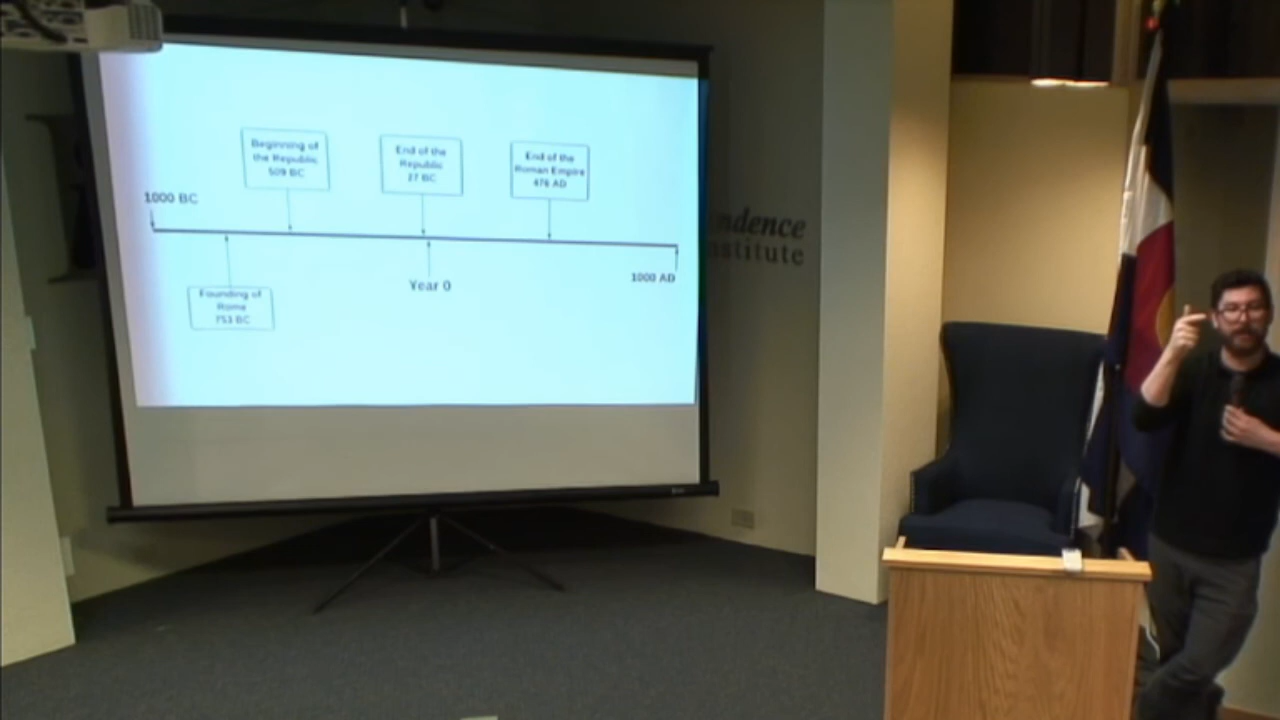 Beginning of
the Republic
509 BC
End of the
Republic
27 BC
End of the
Roman Empire
476 AD
1000 BC
Founding of
Rome
753 BC
Year 0
1000 AD
ndence
nstitute